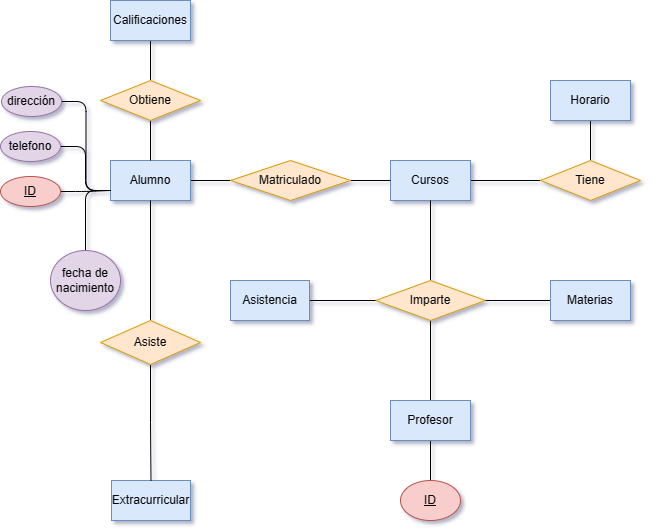 Calificaciones
Obtiene
dirección
telefono
ID
fecha de
nacimiento
Alumno
Matriculado
Cursos
Horario
Tiene
Asistencia
Imparte
Materias
Asiste
Profesor
ID
Extracurricular